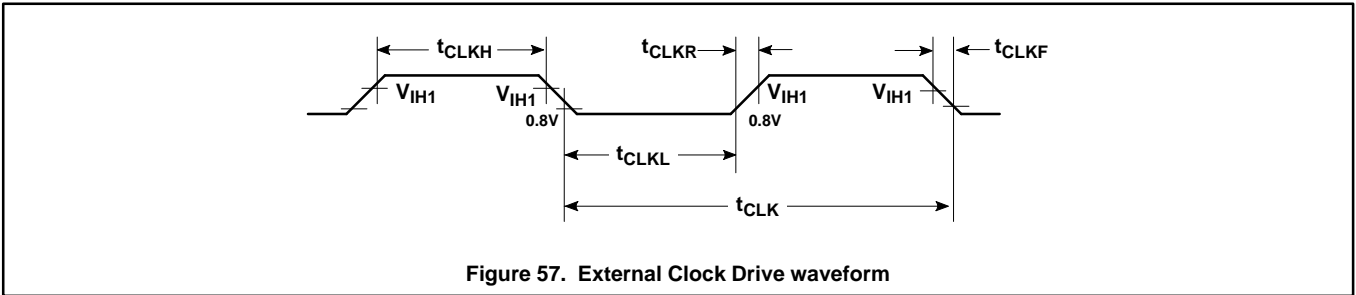 tCLKH
tCLKR
tCLKF
VIH1
VIH1
VIH1
VIH1
0.8V
0.8V
tCLKL
tCLK
Figure 57. External Clock Drive waveform